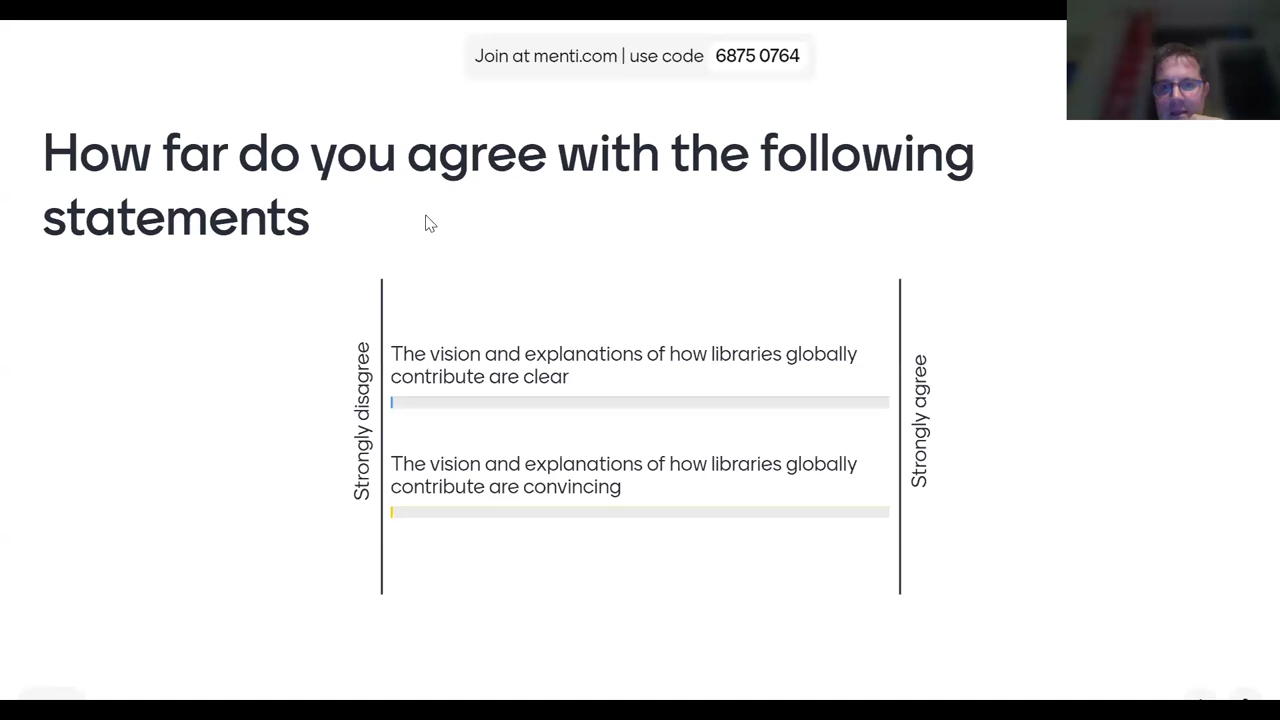 Join at menti.com | use code 6875 0764
How far do you agree with the following
statements
Strongly disagree
The vision and explanations of how libraries globally
contribute are clear
The vision and explanations of how libraries globally
contribute are convincing
Strongly agree